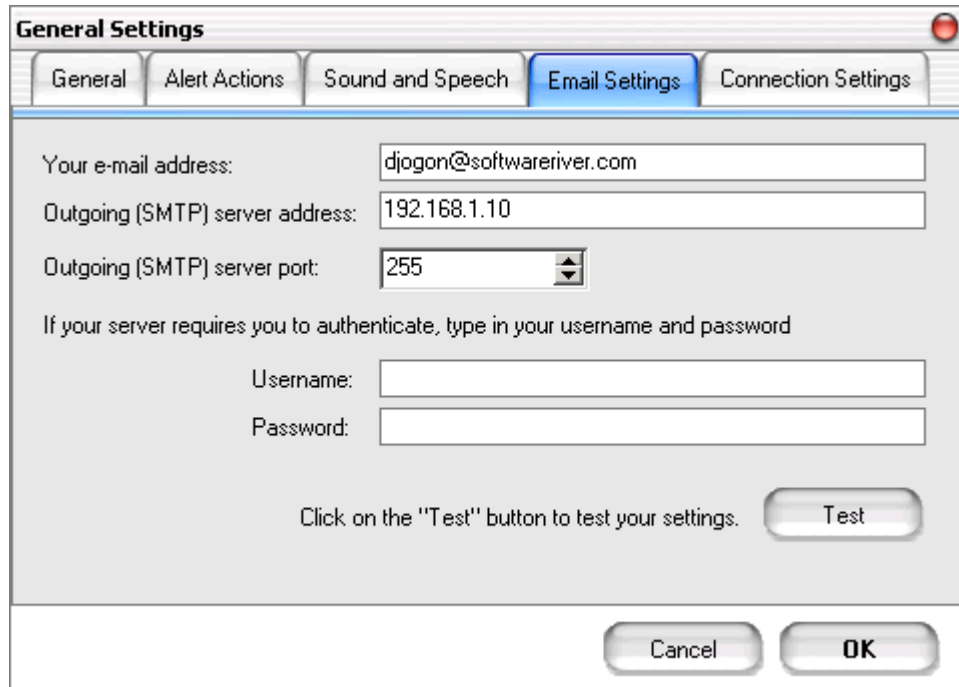 General Settings
General Alert Actions Sound and Speech Email Settings Connection Settings
Your e-mail address: djogon@softwareriver.com
Outgoing (SMTP) server address: 192.168.1.10
Outgoing (SMTP) server port: 255
If your server requires you to authenticate, type in your username and password
Username:
Password:
Click on the "Test" button to test your settings. Test
Cancel OK